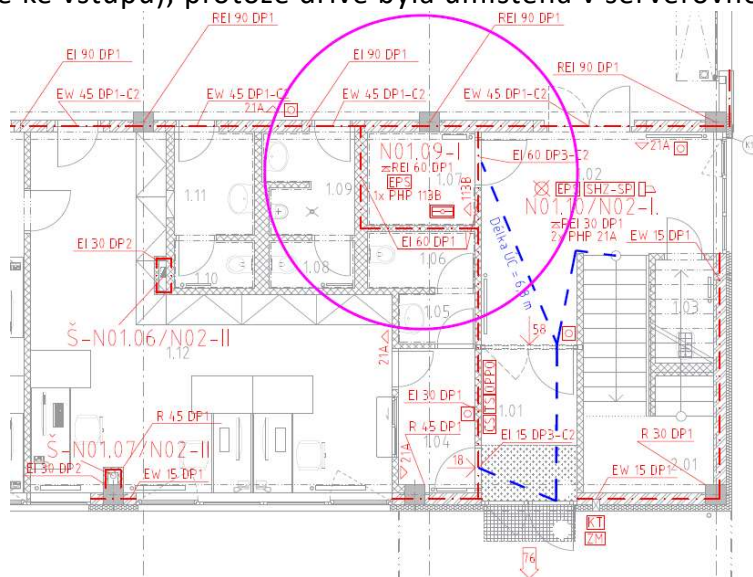 e ke vstupu), protože dříve byla umístěna v serverovně
REI 90 DP1
REI 90 DP1
EI 90 DP1
EI 90 DP1
REI 90 DP1
EW 45 DP1-C2
EW 45 DP1-C2
EW 45 DP1-C2
EW 45 DP1-C2
21A
21A
N01.09-I
REI 60 DP1
EPS
1x PHP 113B
113B
1.07
EI 60 DP3-C2
1.02
EPS
SHZ-SP
N01.10/N02-I.
REI 30 DP1
2x PHP 21A
EW 15 DP1
1.11
1.09
EI 60 DP1
Délka ÚC = 6,8 m
EI 30 DP2
1.10
1.08
1.06
1.05
1.03
Š-N01.06/N02-II
1.12
21A
58
EI 30 DP1
1.01
R 45 DP1
R 45 DP1
1.04
EI 15 DP3-C2
R 30 DP1
Š-N01.07/N02-II
21A
18
2.01
EI 30 DP2
EW 15 DP1
EW 15 DP1
KT
ZM
76